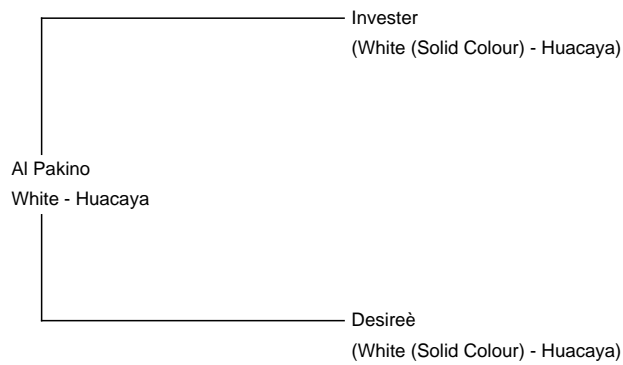 Invester
(White (Solid Colour) - Huacaya)
Al Pakino
White - Huacaya
Desireè
(White (Solid Colour) - Huacaya)